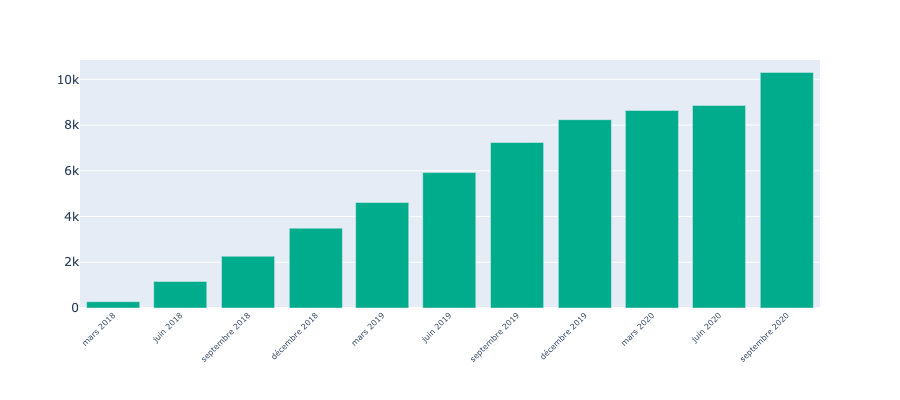 10k
8k
6k
4k
2k
0
mars 2018
juin 2018
septembre 2018
décembre 2018
mars 2019
juin 2019
septembre 2019
décembre 2019
mars 2020
juin 2020
septembre 2020